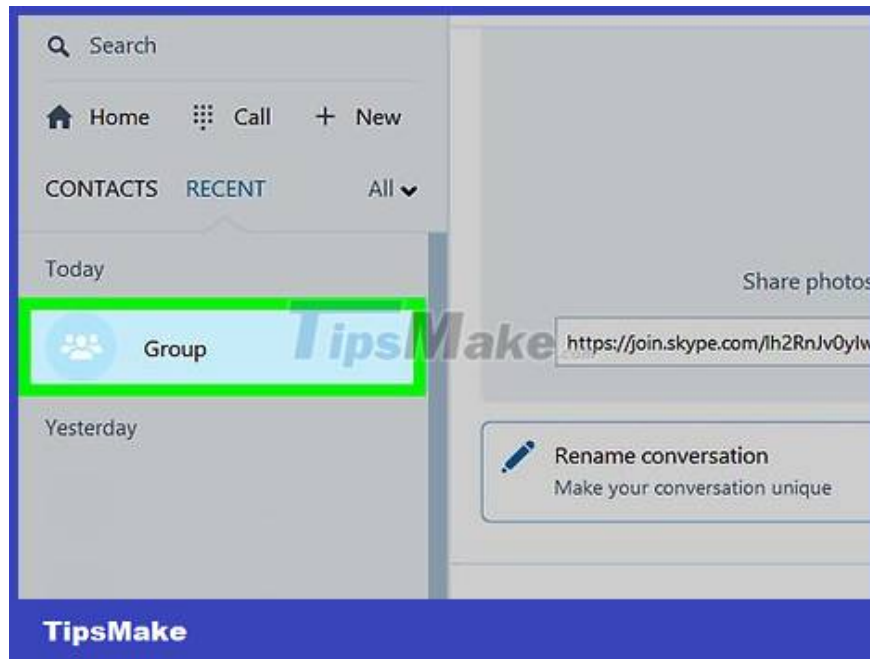 Search
Home Call + New
CONTACTS RECENT All
Today
Group
Yesterday
Share photos
https://join.skype.com/
Rename conversation
Make your conversation unique
TipsMake
.com
TipsMake